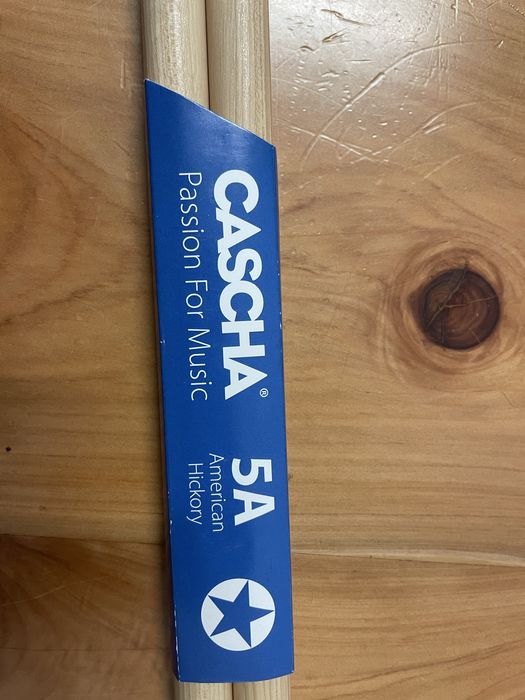 CASCHA®
Passion For Music
5A
American
Hickory